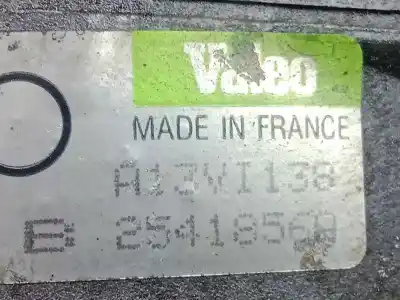 Valeo
MADE IN FRANCE
A13VI138
E: 2541856B